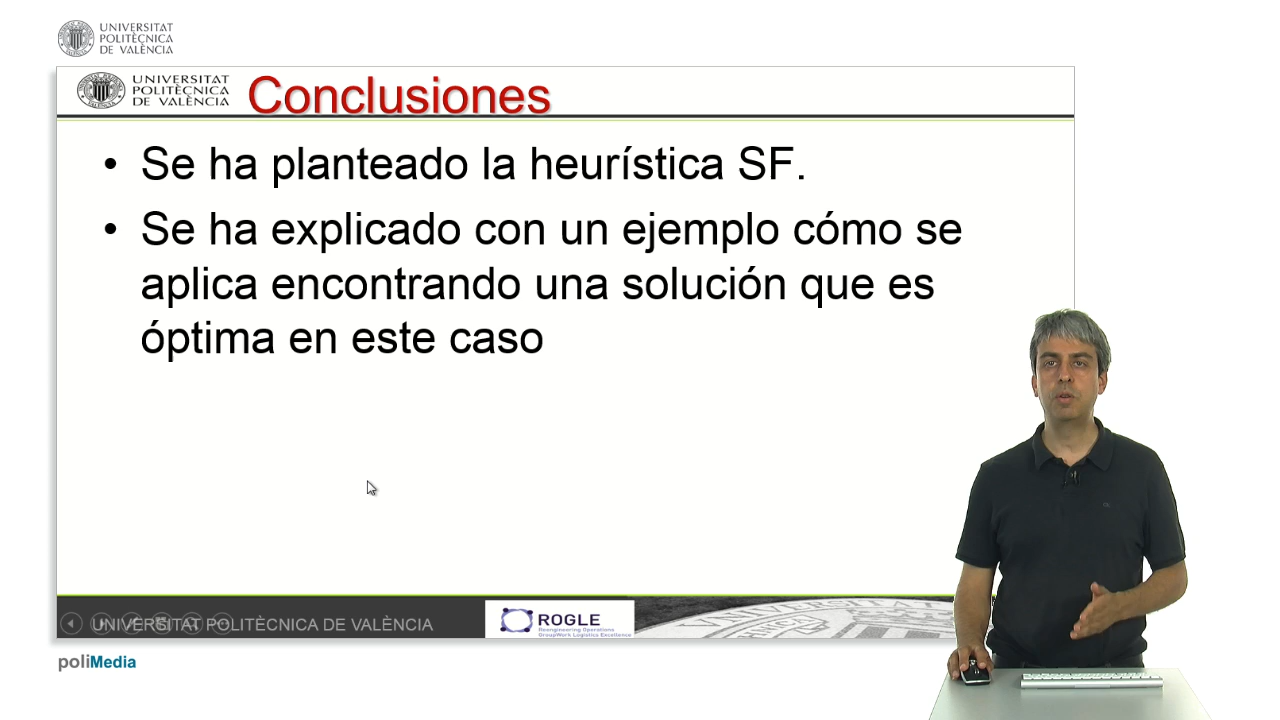 UNIVERSITAT
POLITÈCNICA
DE VALÈNCIA
UNIVERSITAT
POLITÈCNICA
DE VALÈNCIA
Conclusiones
• Se ha planteado la heurística SF.
• Se ha explicado con un ejemplo cómo se
aplica encontrando una solución que es
óptima en este caso
UNIVERSITAT POLITÈCNICA DE VALÈNCIA
ROGLE
Reengineering Operations
GroupWork Logistics Excellence
poliMedia